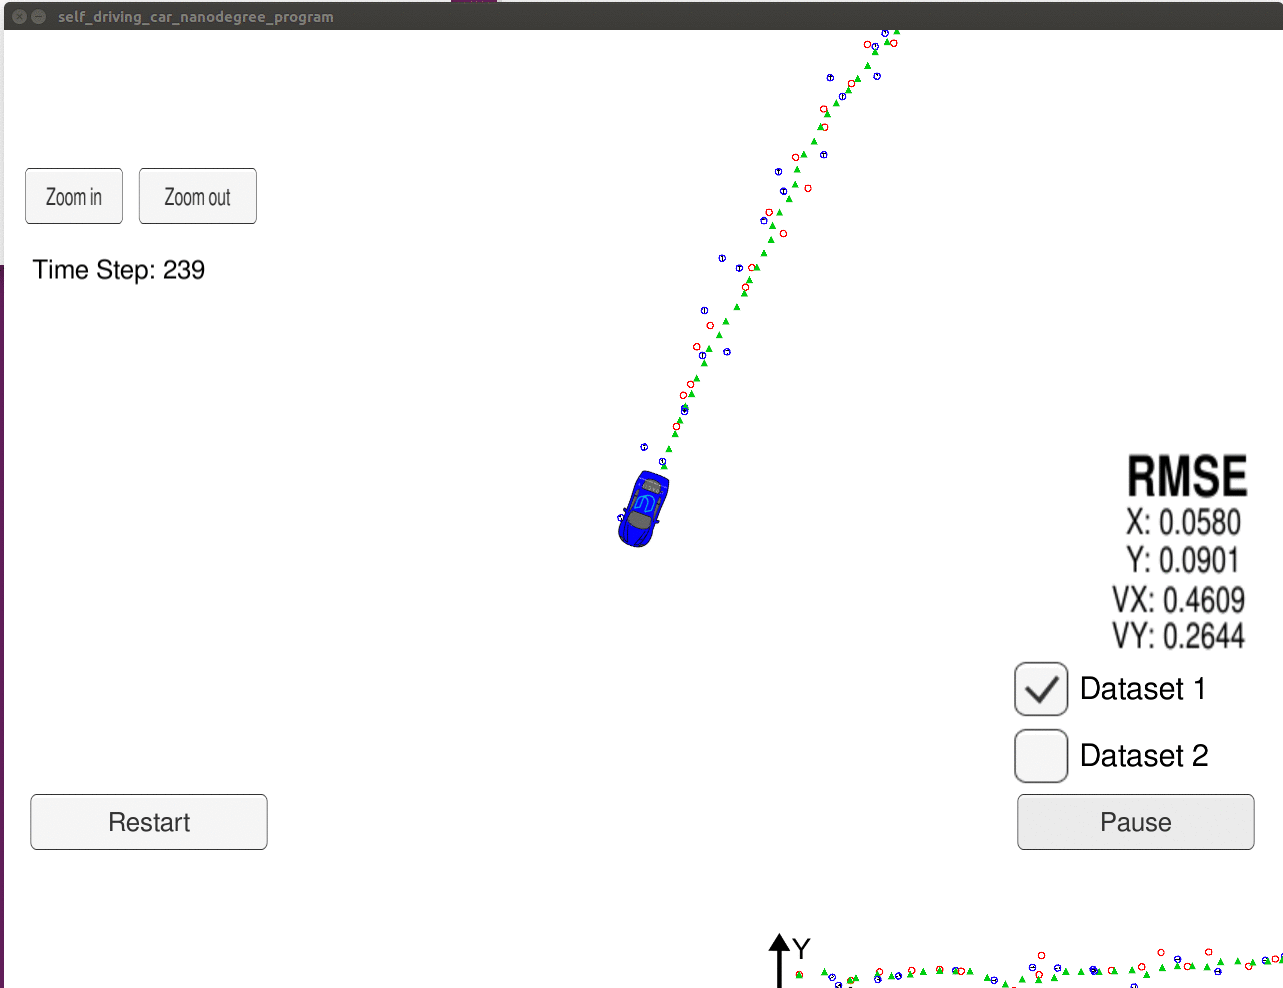 self_driving_car_nanodegree_program
Zoom in
Zoom out
Time Step: 239
RMSE
X: 0.0580
Y: 0.0901
VX: 0.4609
VY: 0.2644
Dataset 1
Dataset 2
Restart
Pause
Y